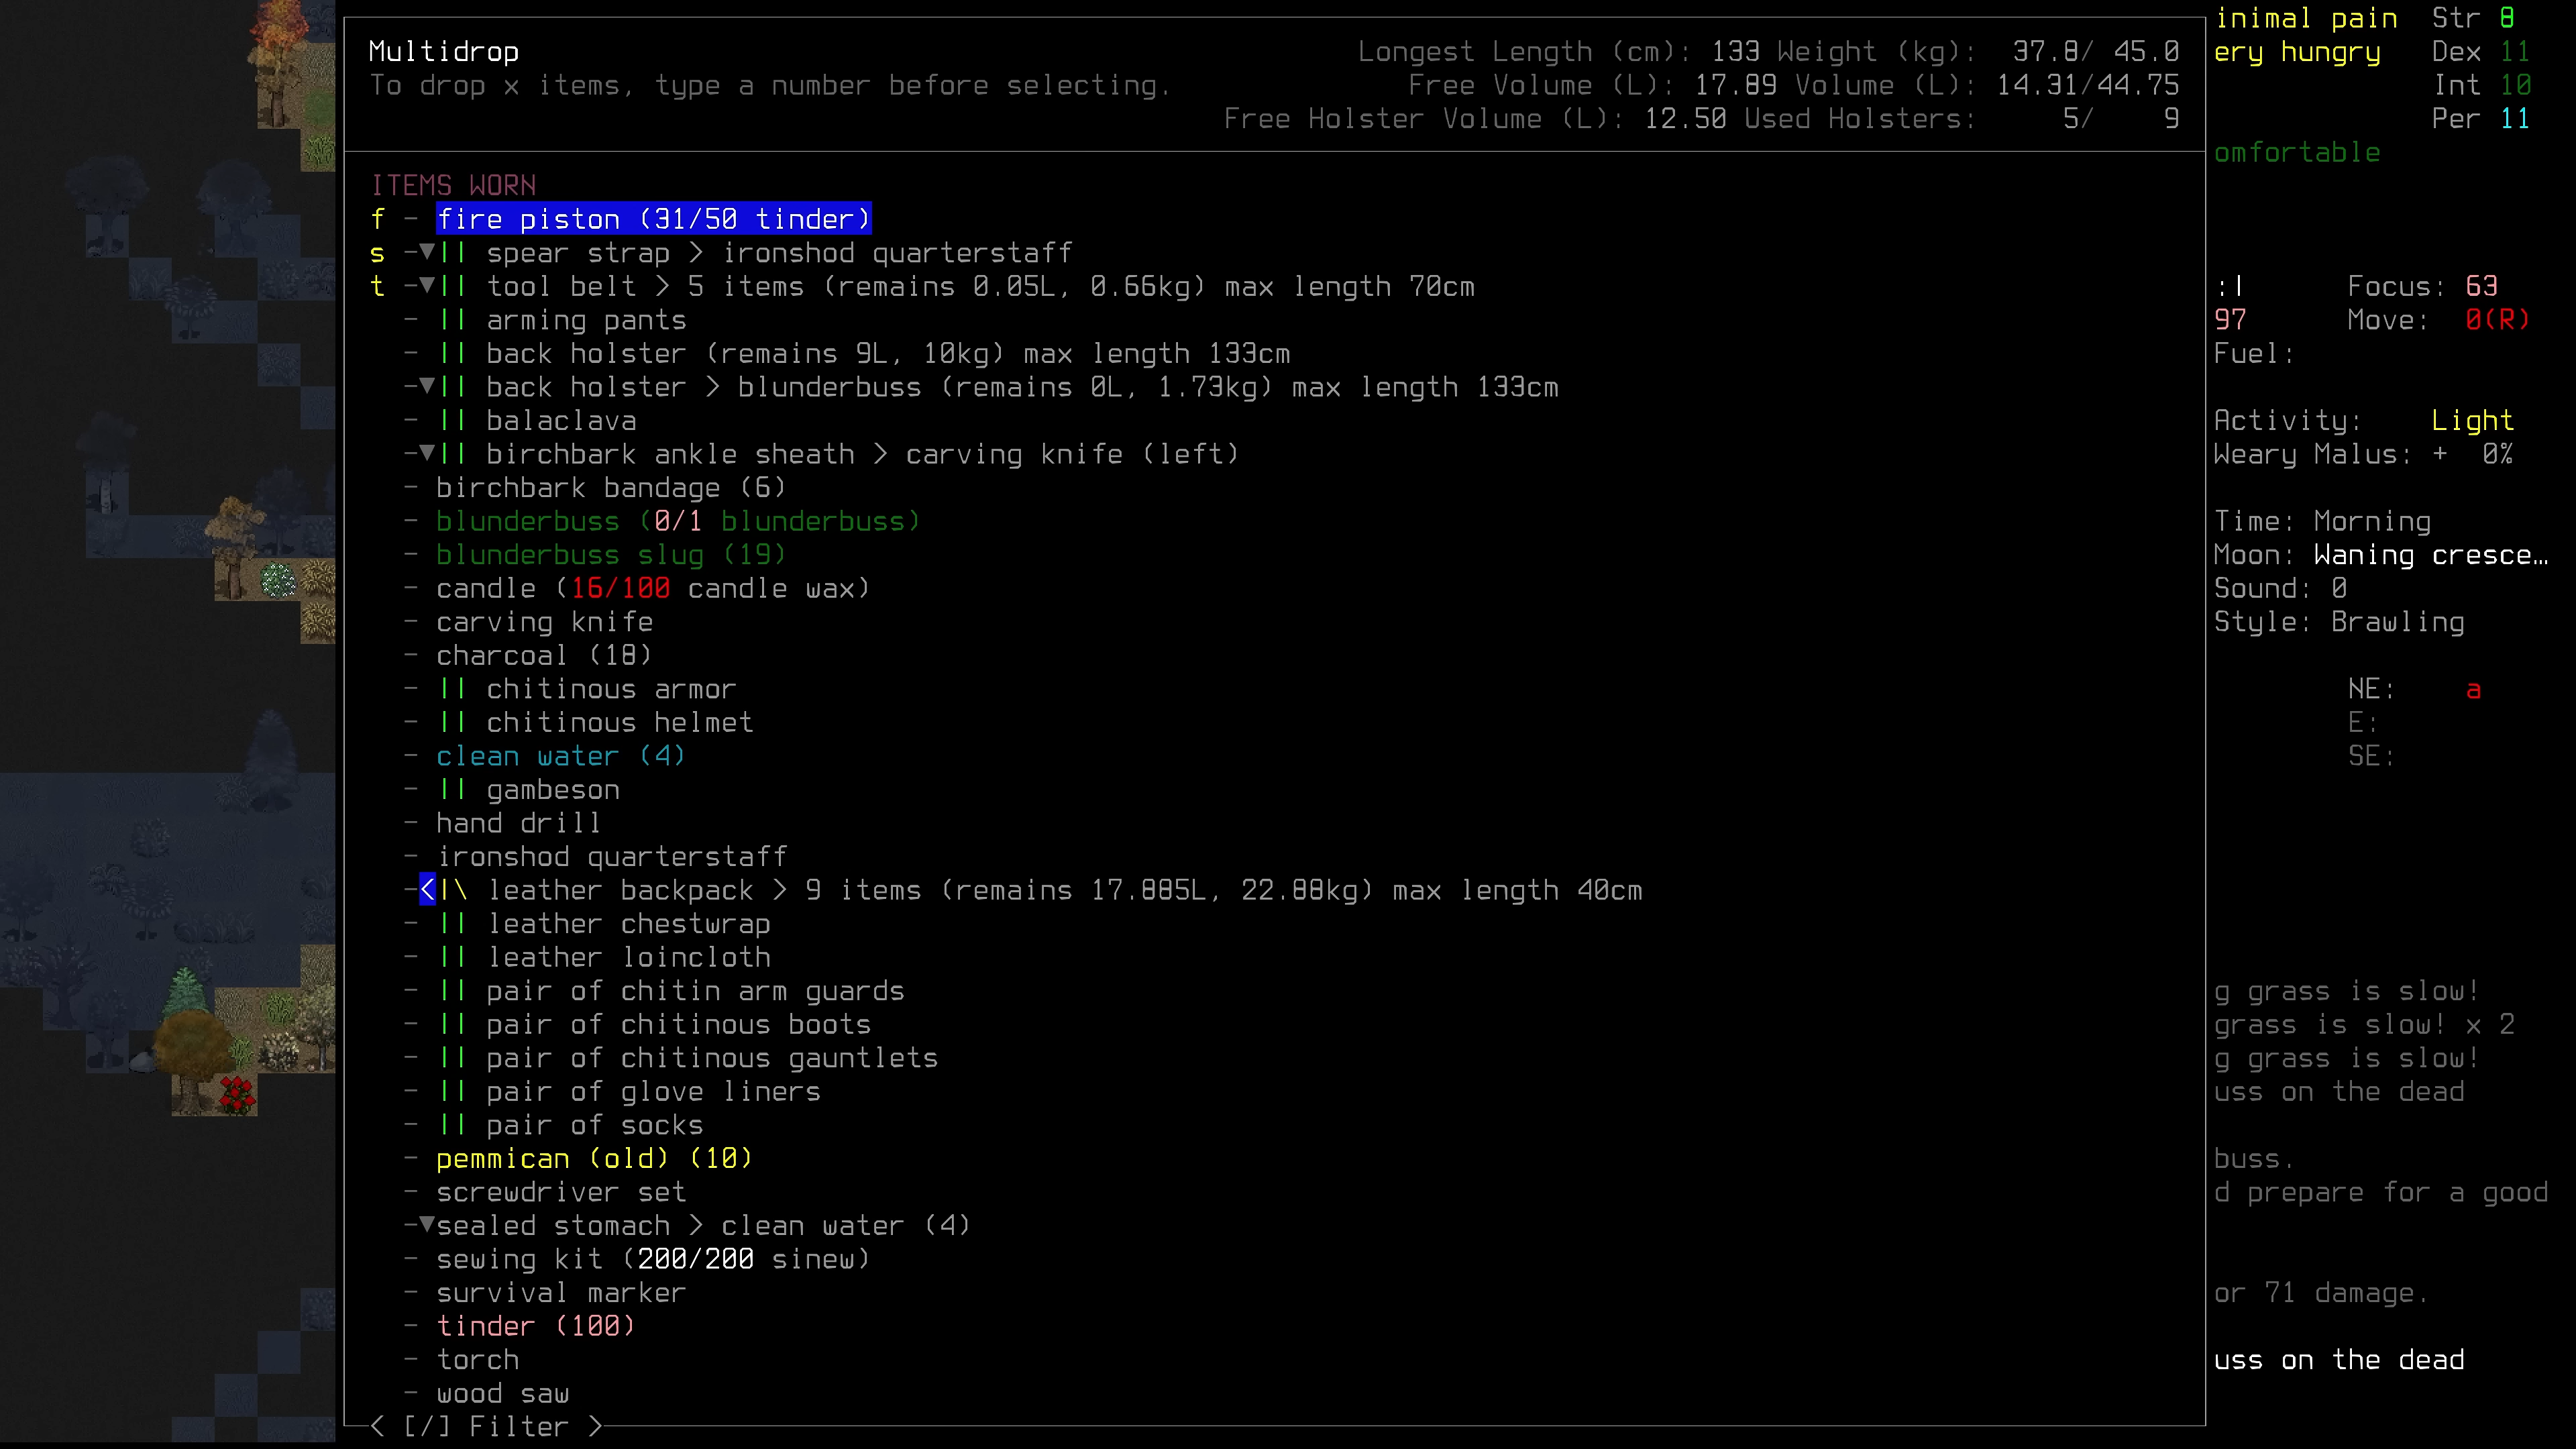 Multidrop
To drop x items, type a number before selecting.
Longest Length (cm): 133 Weight (kg): 37.8/ 45.0
Free Volume (L): 17.89 Volume (L): 14.31/44.75
Free Holster Volume (L): 12.50 Used Holsters: 5/ 9
ITEMS WORN
f - fire piston (31/50 tinder)
s -▼|| spear strap > ironshod quarterstaff
t -▼|| tool belt > 5 items (remains 0.05L, 0.66kg) max length 70cm
- || arming pants
- || back holster (remains 9L, 10kg) max length 133cm
-▼|| back holster > blunderbuss (remains 0L, 1.73kg) max length 133cm
- || balaclava
-▼|| birchbark ankle sheath > carving knife (left)
- birchbark bandage (6)
- blunderbuss (0/1 blunderbuss)
- blunderbuss slug (19)
- candle (16/100 candle wax)
- carving knife
- charcoal (18)
- || chitinous armor
- || chitinous helmet
- clean water (4)
- || gambeson
- hand drill
- ironshod quarterstaff
-<|\ leather backpack > 9 items (remains 17.885L, 22.88kg) max length 40cm
- || leather chestwrap
- || leather loincloth
- || pair of chitin arm guards
- || pair of chitinous boots
- || pair of chitinous gauntlets
- || pair of glove liners
- || pair of socks
- pemmican (old) (10)
- screwdriver set
-▼sealed stomach > clean water (4)
- sewing kit (200/200 sinew)
- survival marker
- tinder (100)
- torch
- wood saw
< [/] Filter >
inimal pain Str 8
ery hungry Dex 11
Int 10
Per 11
omfortable
:| Focus: 63
97 Move: 0(R)
Fuel:
Activity: Light
Weary Malus: + 0%
Time: Morning
Moon: Waning cresce…
Sound: 0
Style: Brawling
NE: a
E:
SE:
g grass is slow!
grass is slow! x 2
g grass is slow!
uss on the dead
buss.
d prepare for a good
or 71 damage.
uss on the dead